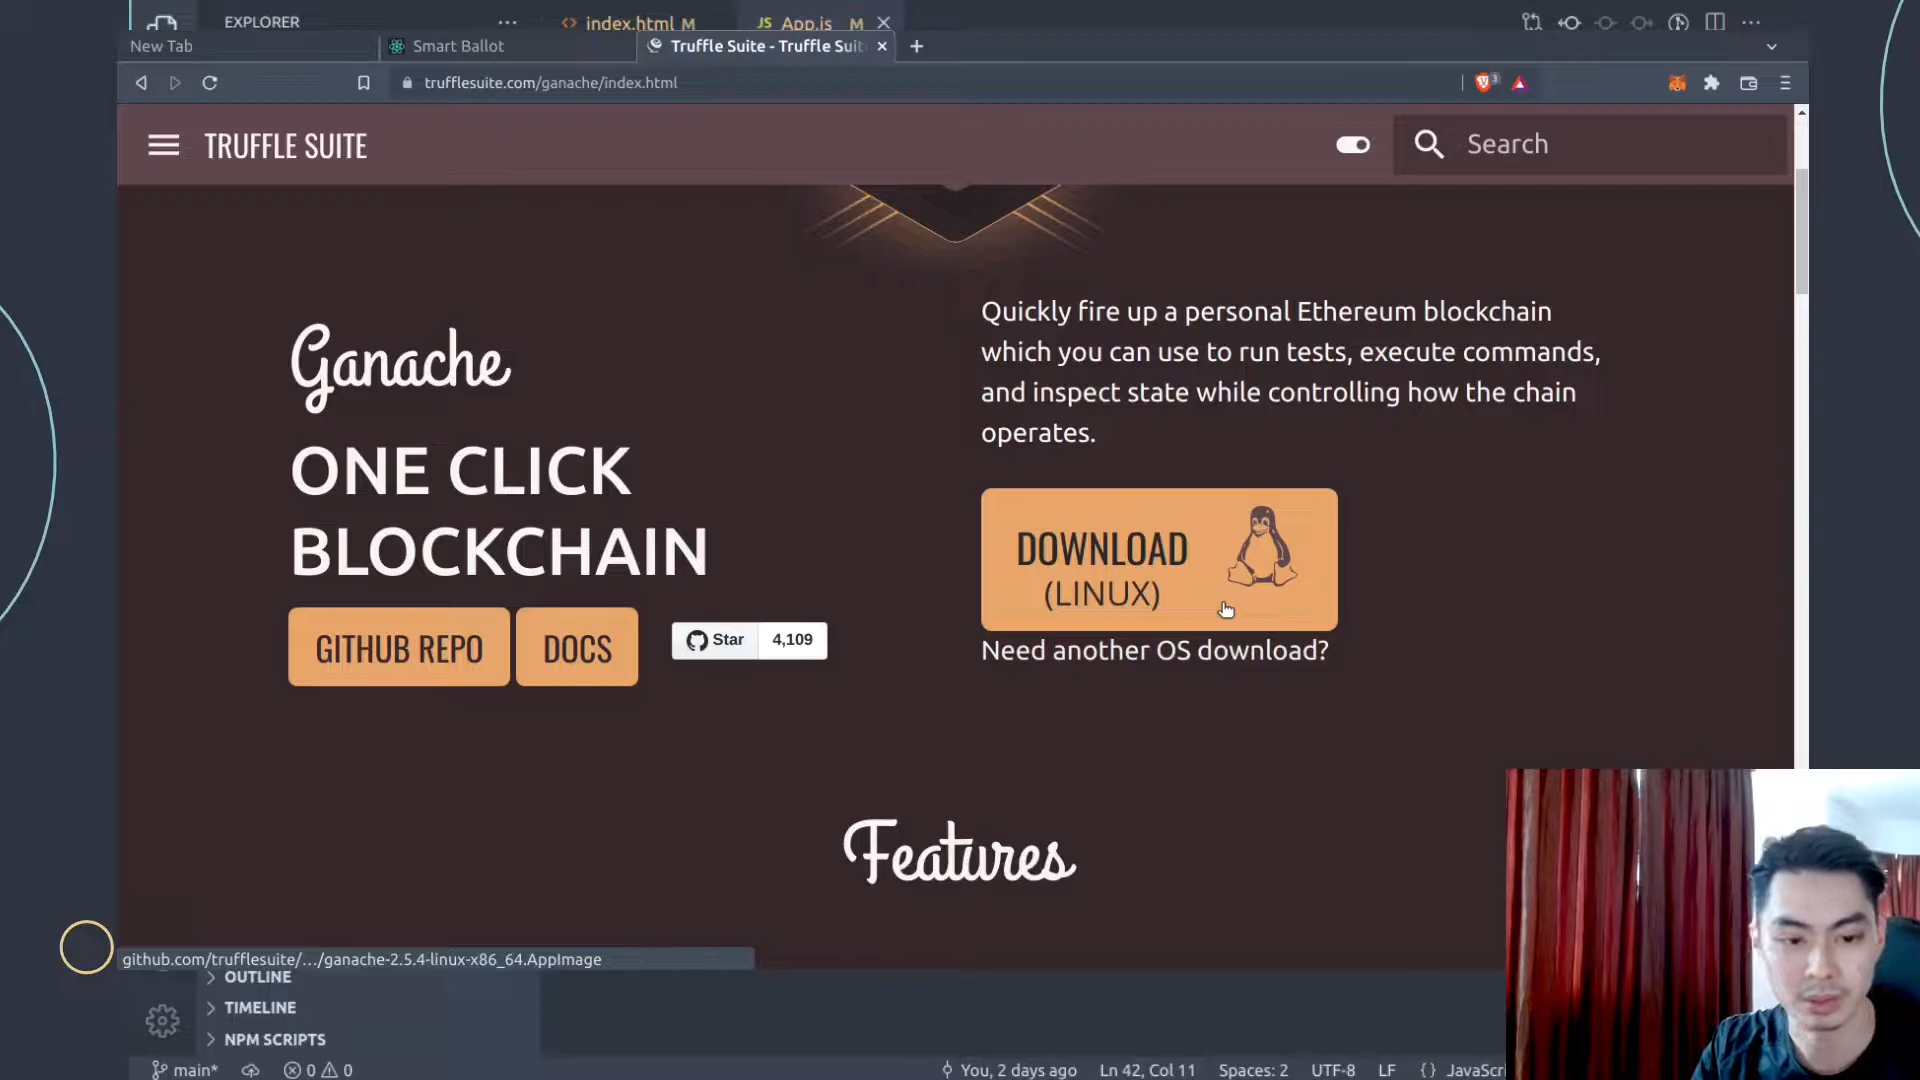 EXPLORER
index.html M
JS App.js M
New Tab
Smart Ballot
Truffle Suite - Truffle Suit
trufflesuite.com/ganache/index.html
3
TRUFFLE SUITE
Search
Ganache
ONE CLICK
BLOCKCHAIN
GITHUB REPO
DOCS
Star
4,109
Quickly fire up a personal Ethereum blockchain
which you can use to run tests, execute commands,
and inspect state while controlling how the chain
operates.
DOWNLOAD
(LINUX)
Need another OS download?
Features
github.com/trufflesuite/.../ganache-2.5.4-linux-x86_64.AppImage
OUTLINE
TIMELINE
NPM SCRIPTS
main*
0
0
You, 2 days ago
Ln 42, Col 11
Spaces: 2
UTF-8
LF
{} JavaScri